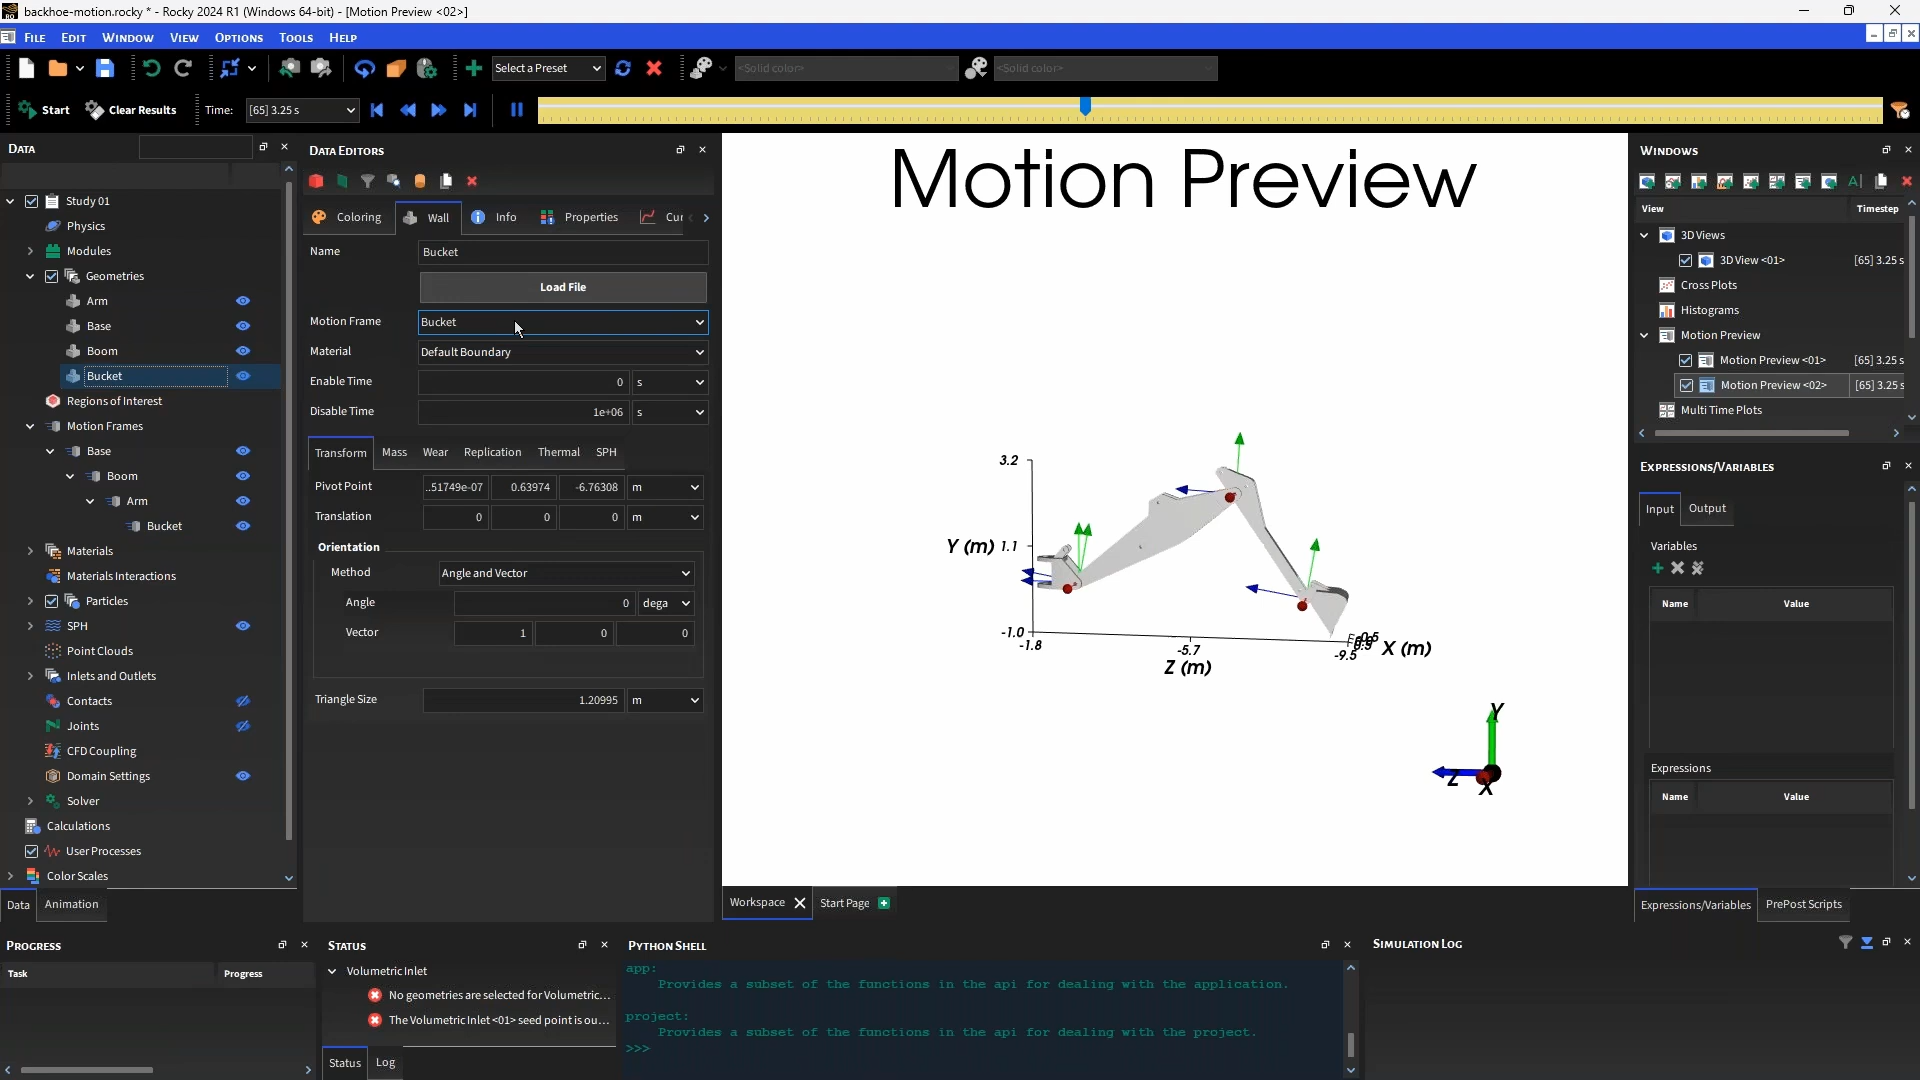 backhoe-motion.rocky * - Rocky 2024 R1 (Windows 64-bit) - [Motion Preview <02>]
FILE EDIT WINDOW VIEW OPTIONS TOOLS HELP
Select a Preset <Solid color> <Solid color>
Start Clear Results Time: [65] 3.25 s
DATA
Study 01
Physics
Modules
Geometries
Arm
Base
Boom
Bucket
Regions of Interest
Motion Frames
Base
Boom
Arm
Bucket
Materials
Materials Interactions
Particles
SPH
Point Clouds
Inlets and Outlets
Contacts
Joints
CFD Coupling
Domain Settings
Solver
Calculations
User Processes
Color Scales
Data Animation
DATA EDITORS
Coloring Wall Info Properties Cur
Name Bucket
Load File
Motion Frame Bucket
Material Default Boundary
Enable Time 0 s
Disable Time 1e+06 s
Transform Mass Wear Replication Thermal SPH
Pivot Point ..51749e-07 0.63974 -6.76308 m
Translation 0 0 0 m
Orientation
Method Angle and Vector
Angle 0 dega
Vector 1 0 0
Triangle Size 1.20995 m
Motion Preview
3.2
Y (m) 1.1
-1.0
-1.8
-5.7
Z (m)
-9.5
X (m)
Y
Z
X
Workspace Start Page
WINDOWS
View Timestep
3D Views
3D View <01> [65] 3.25 s
Cross Plots
Histograms
Motion Preview
Motion Preview <01> [65] 3.25 s
Motion Preview <02> [65] 3.25 s
Multi Time Plots
EXPRESSIONS/VARIABLES
Input Output
Variables
Name Value
Expressions
Name Value
Expressions/Variables PrePost Scripts
PROGRESS
Task Progress
STATUS
Volumetric Inlet
No geometries are selected for Volumetric...
The Volumetric Inlet <01> seed point is ou...
Status Log
PYTHON SHELL
app:
Provides a subset of the functions in the api for dealing with the application.
project:
Provides a subset of the functions in the api for dealing with the project.
>>>
SIMULATION LOG